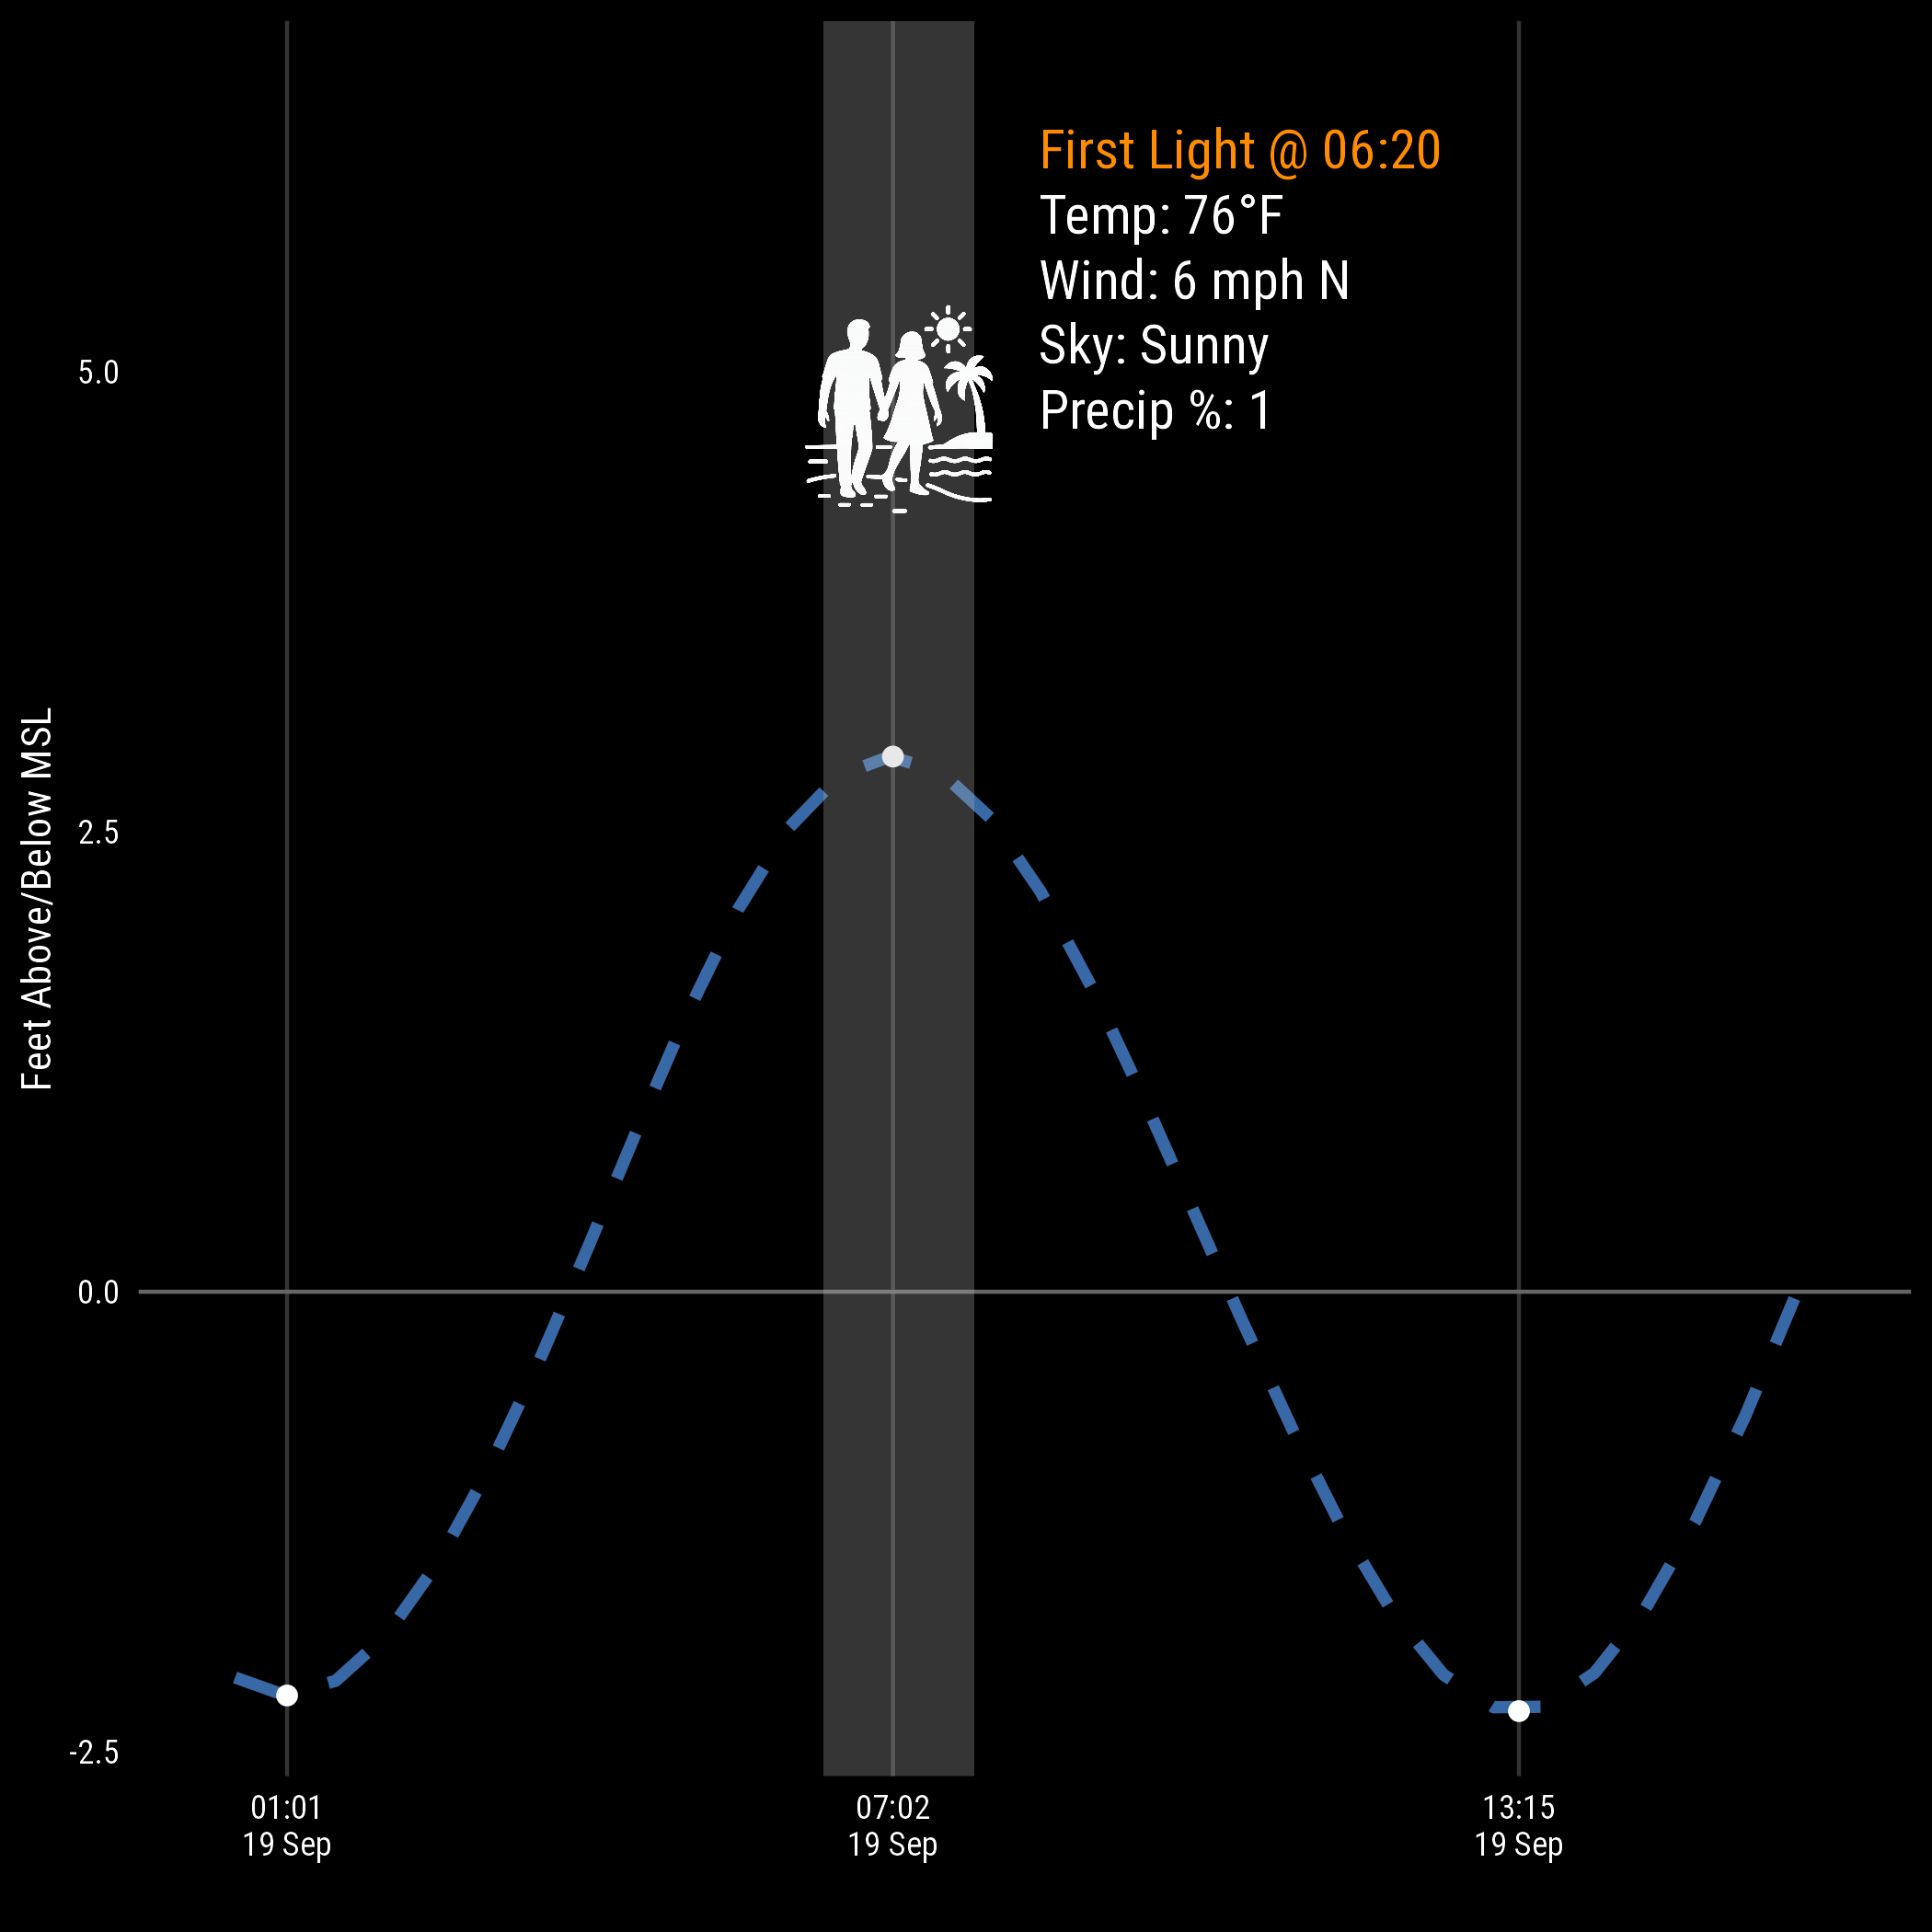 First Light @ 06:20
Temp: 76°F
Wind: 6 mph N
Sky: Sunny
Precip %: 1
Feet Above/Below MSL
5.0
2.5
0.0
-2.5
01:01
19 Sep
07:02
19 Sep
13:15
19 Sep